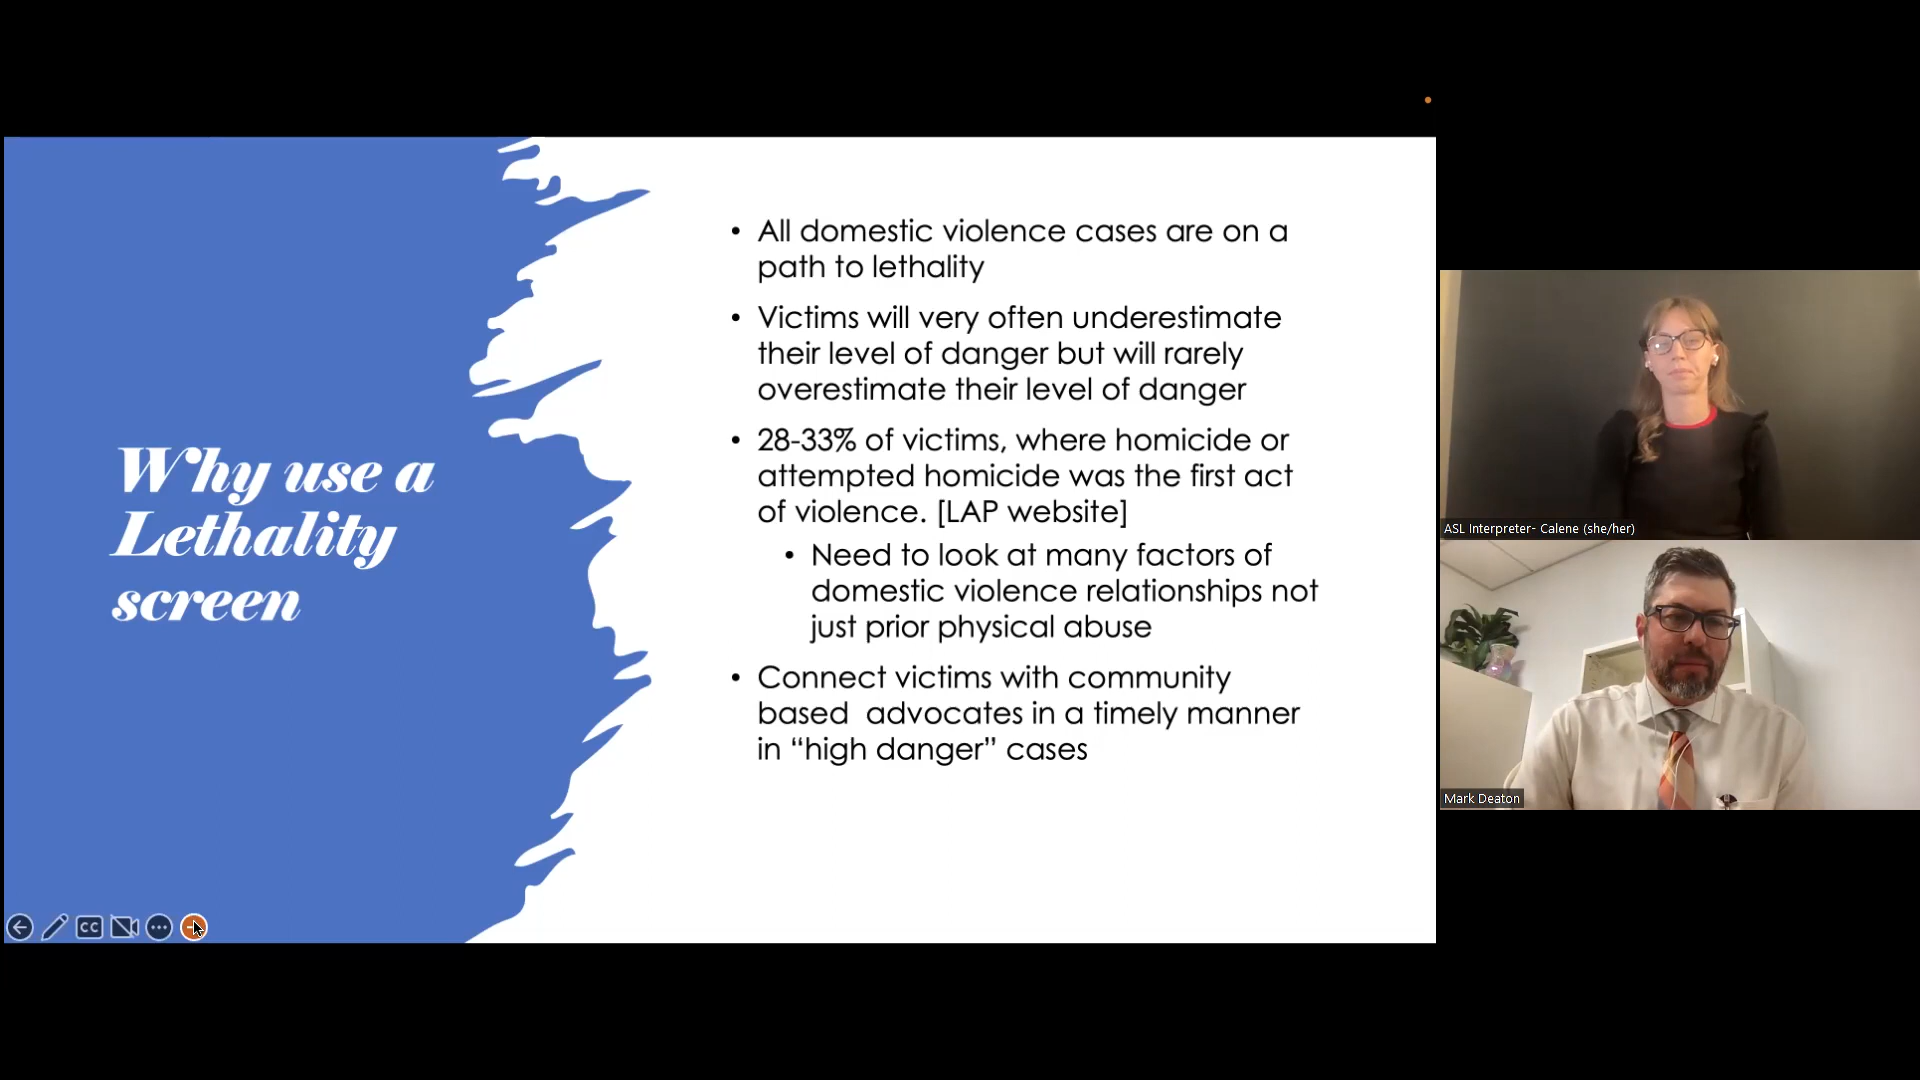 Why use a
Lethality
screen
• All domestic violence cases are on a
path to lethality
• Victims will very often underestimate
their level of danger but will rarely
overestimate their level of danger
• 28-33% of victims, where homicide or
attempted homicide was the first act
of violence. [LAP website]
• Need to look at many factors of
domestic violence relationships not
just prior physical abuse
• Connect victims with community
based  advocates in a timely manner
in “high danger” cases
CC
ASL Interpreter- Calene (she/her)
Mark Deaton